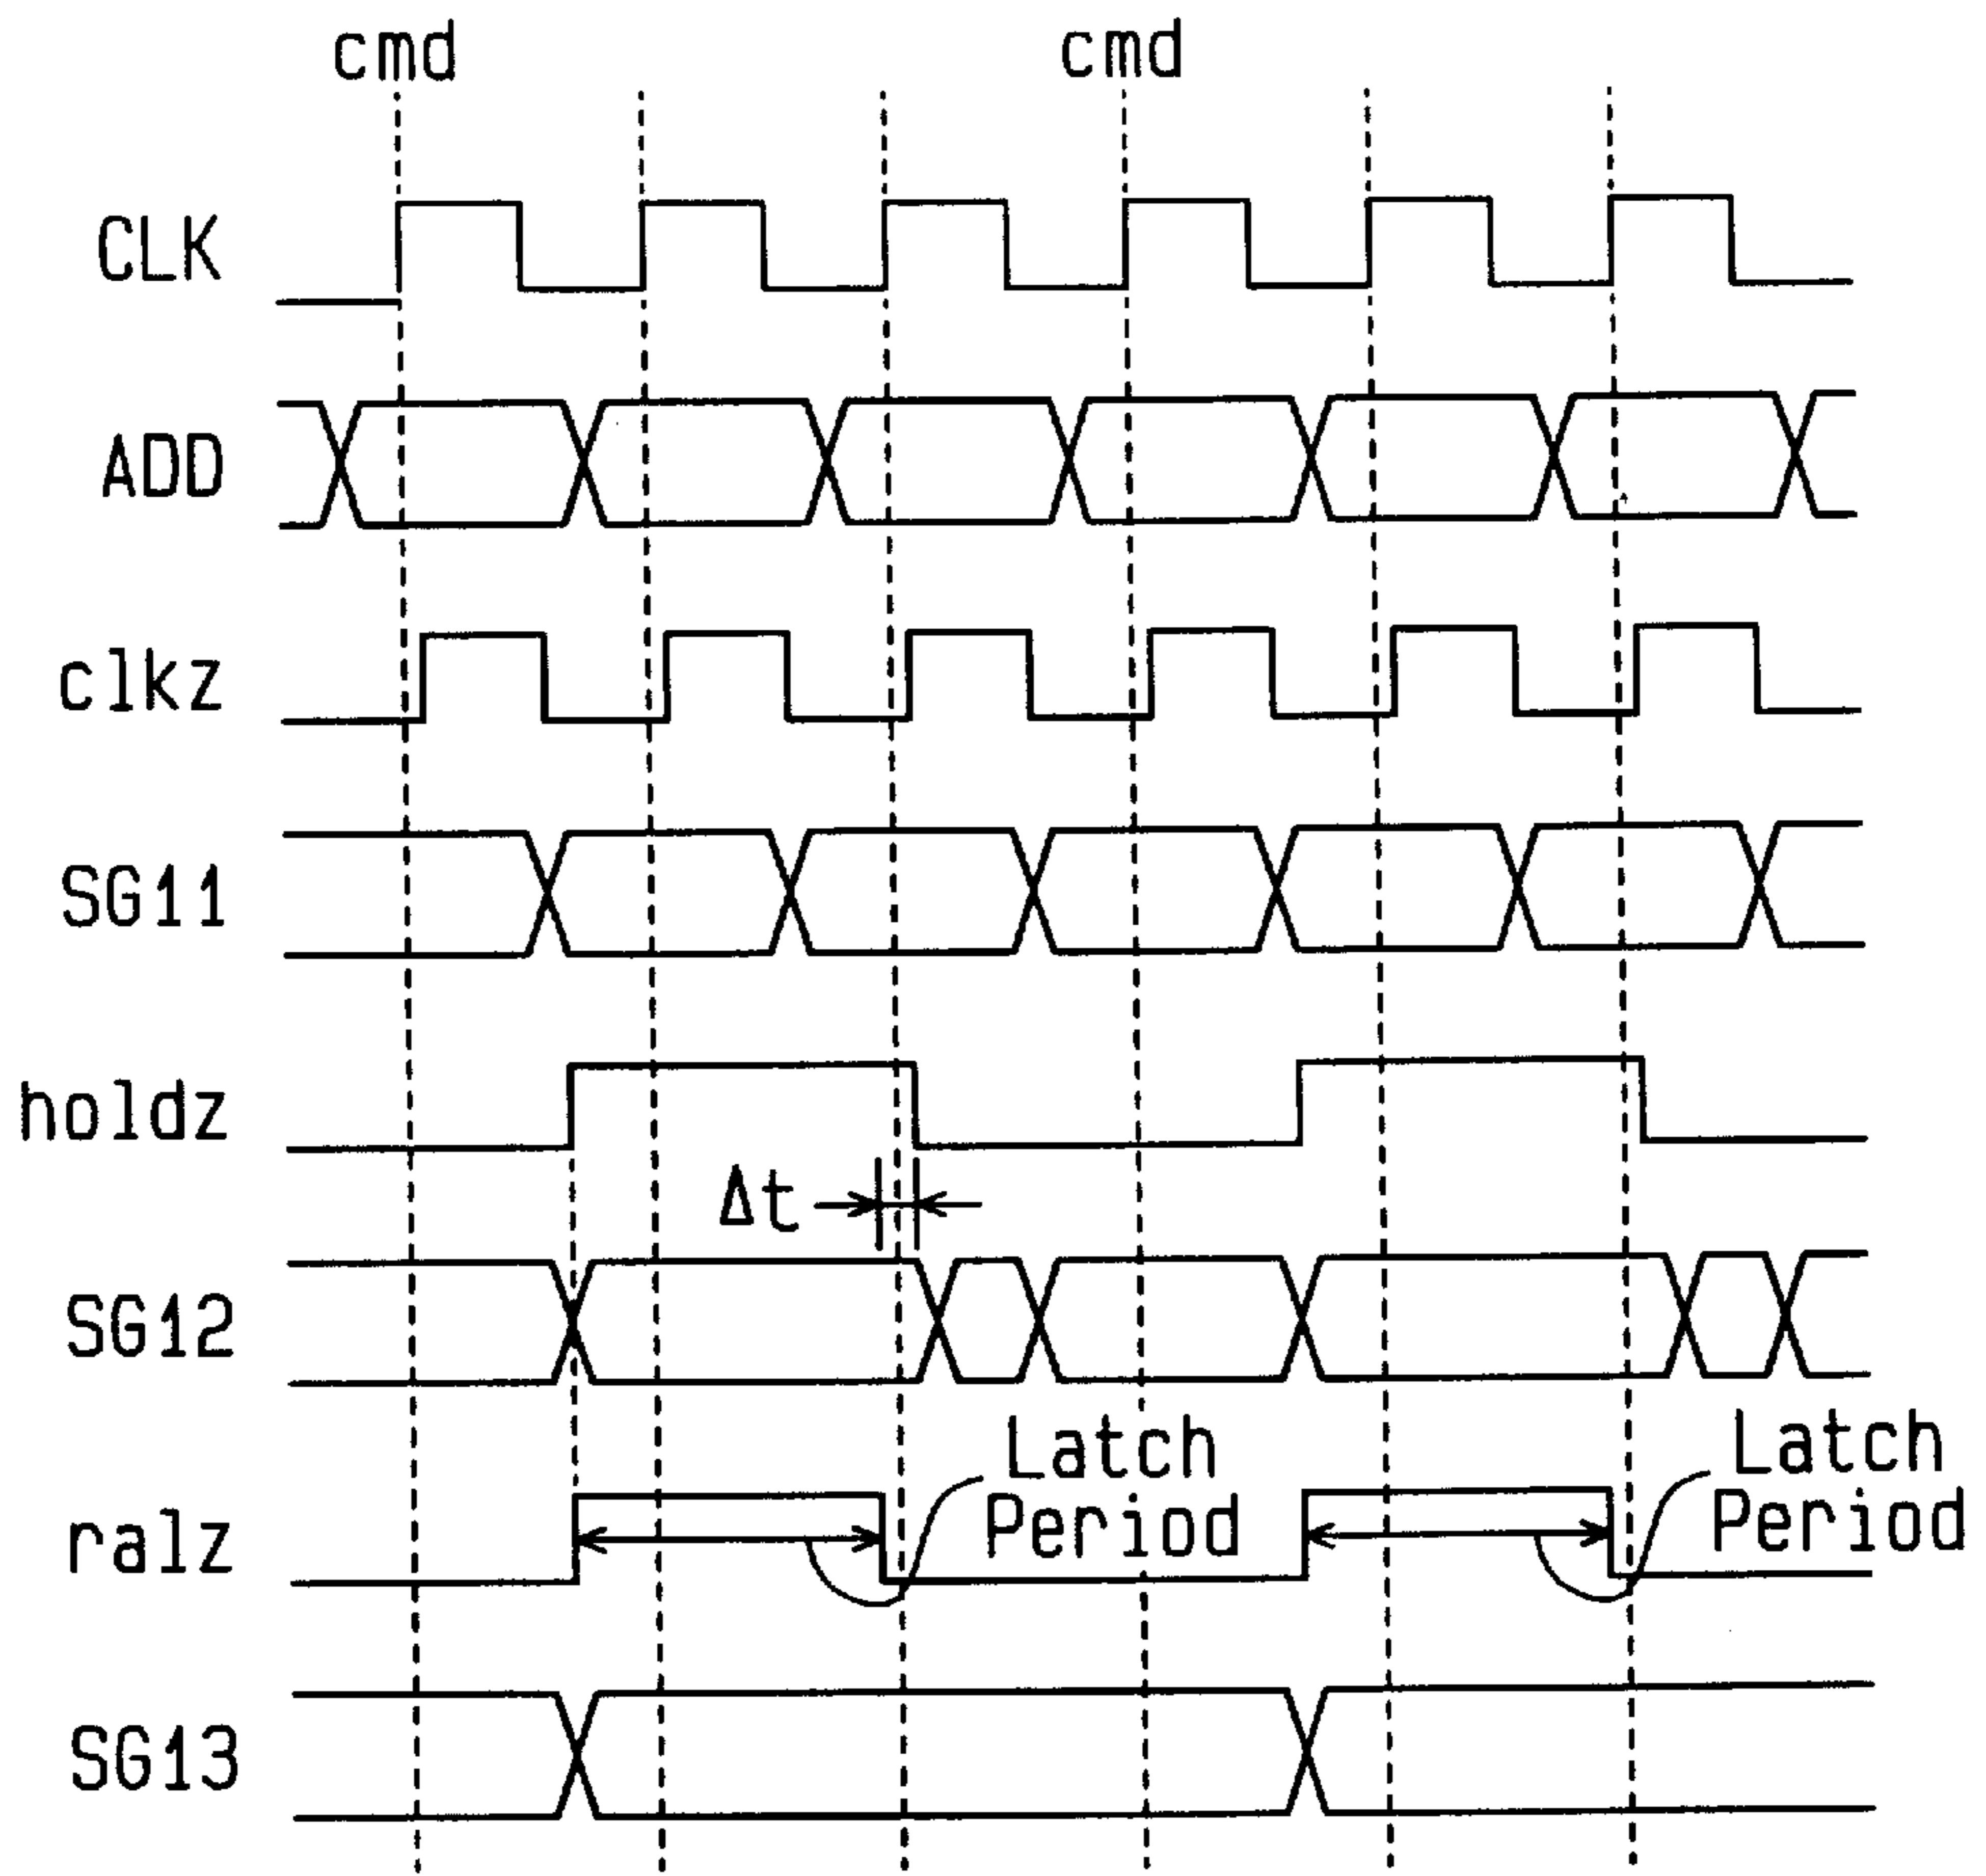 cmd cmd
CLK
ADD
clkz
SG11
holdz
Δt
SG12
Latch
Period
Latch
Period
ralz
SG13